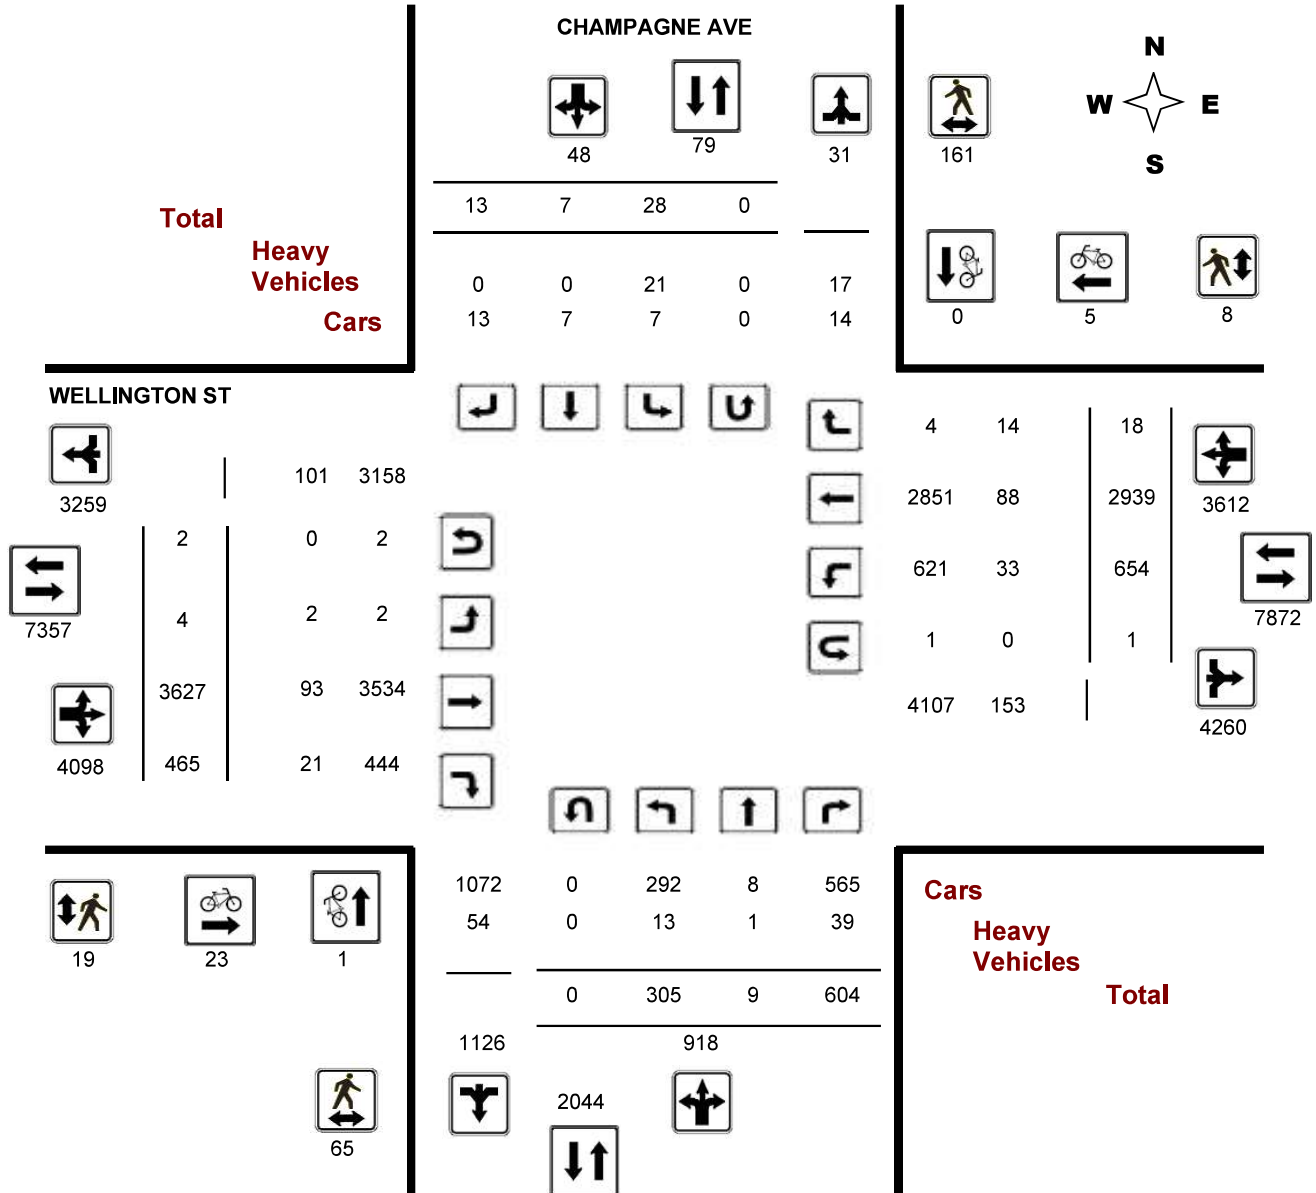 CHAMPAGNE AVE
N
W E
S
48 79 31 161
13 7 28 0
Total
Heavy
Vehicles
0 0 21 0 17
Cars
13 7 7 0 14
0 5 8
WELLINGTON ST
4 14 18
3259
101 3158
2851 88 2939
3612
2 0 2
621 33 654
7357
4 2 2
7872
1 0 1
3627 93 3534
4107 153
4260
4098
465 21 444
1072 0 292 8 565
54 0 13 1 39
Cars
Heavy
Vehicles
Total
19 23 1
0 305 9 604
1126 918
2044
65